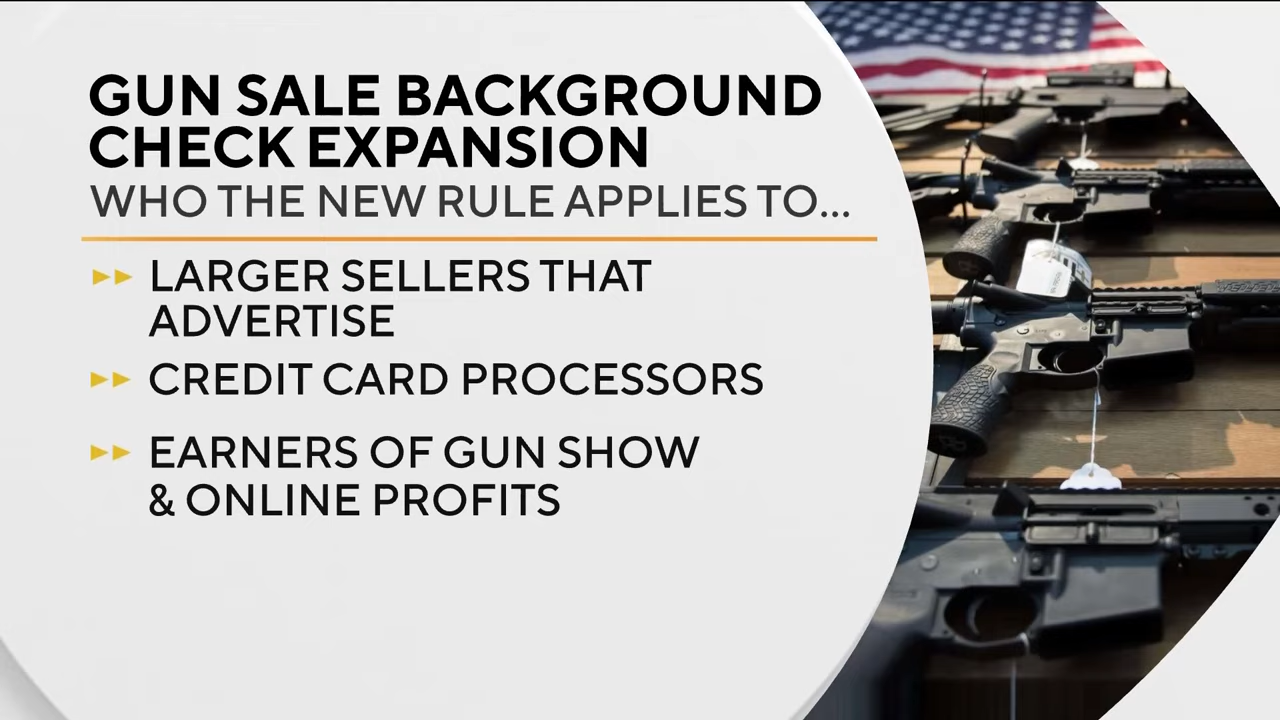 GUN SALE BACKGROUND
CHECK EXPANSION
WHO THE NEW RULE APPLIES TO...
LARGER SELLERS THAT
ADVERTISE
CREDIT CARD PROCESSORS
EARNERS OF GUN SHOW
& ONLINE PROFITS